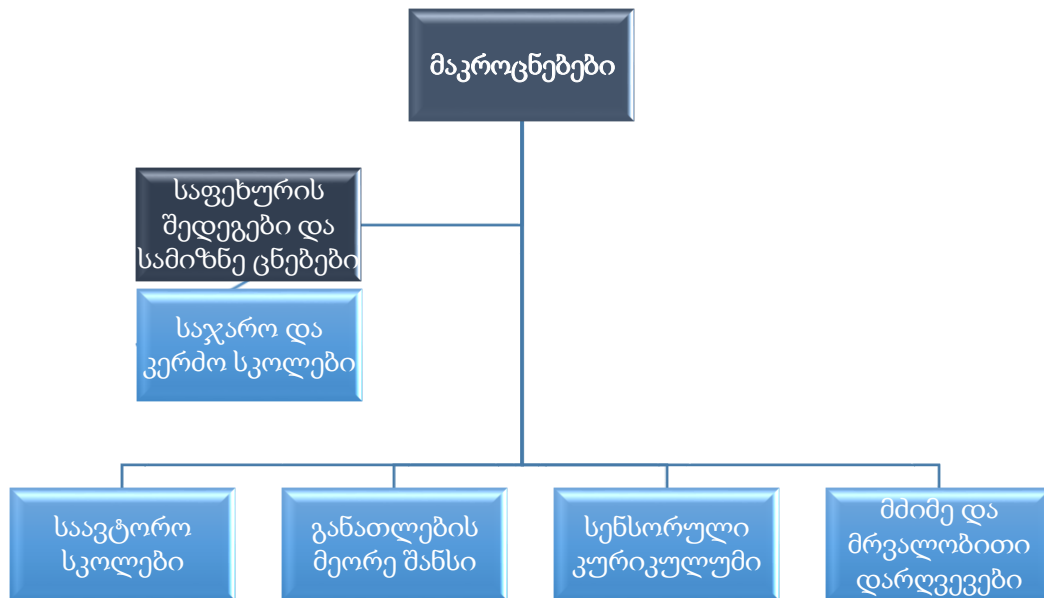 მაკროცნებები
საფეხურის
შედეგები და
სამიზნე ცნებები
საჯარო და
კერძო სკოლები
საავტორო
სკოლები
განათლების
მეორე შანსი
სენსორული
კურიკულუმი
მძიმე და
მრვალობითი
დარღვევები